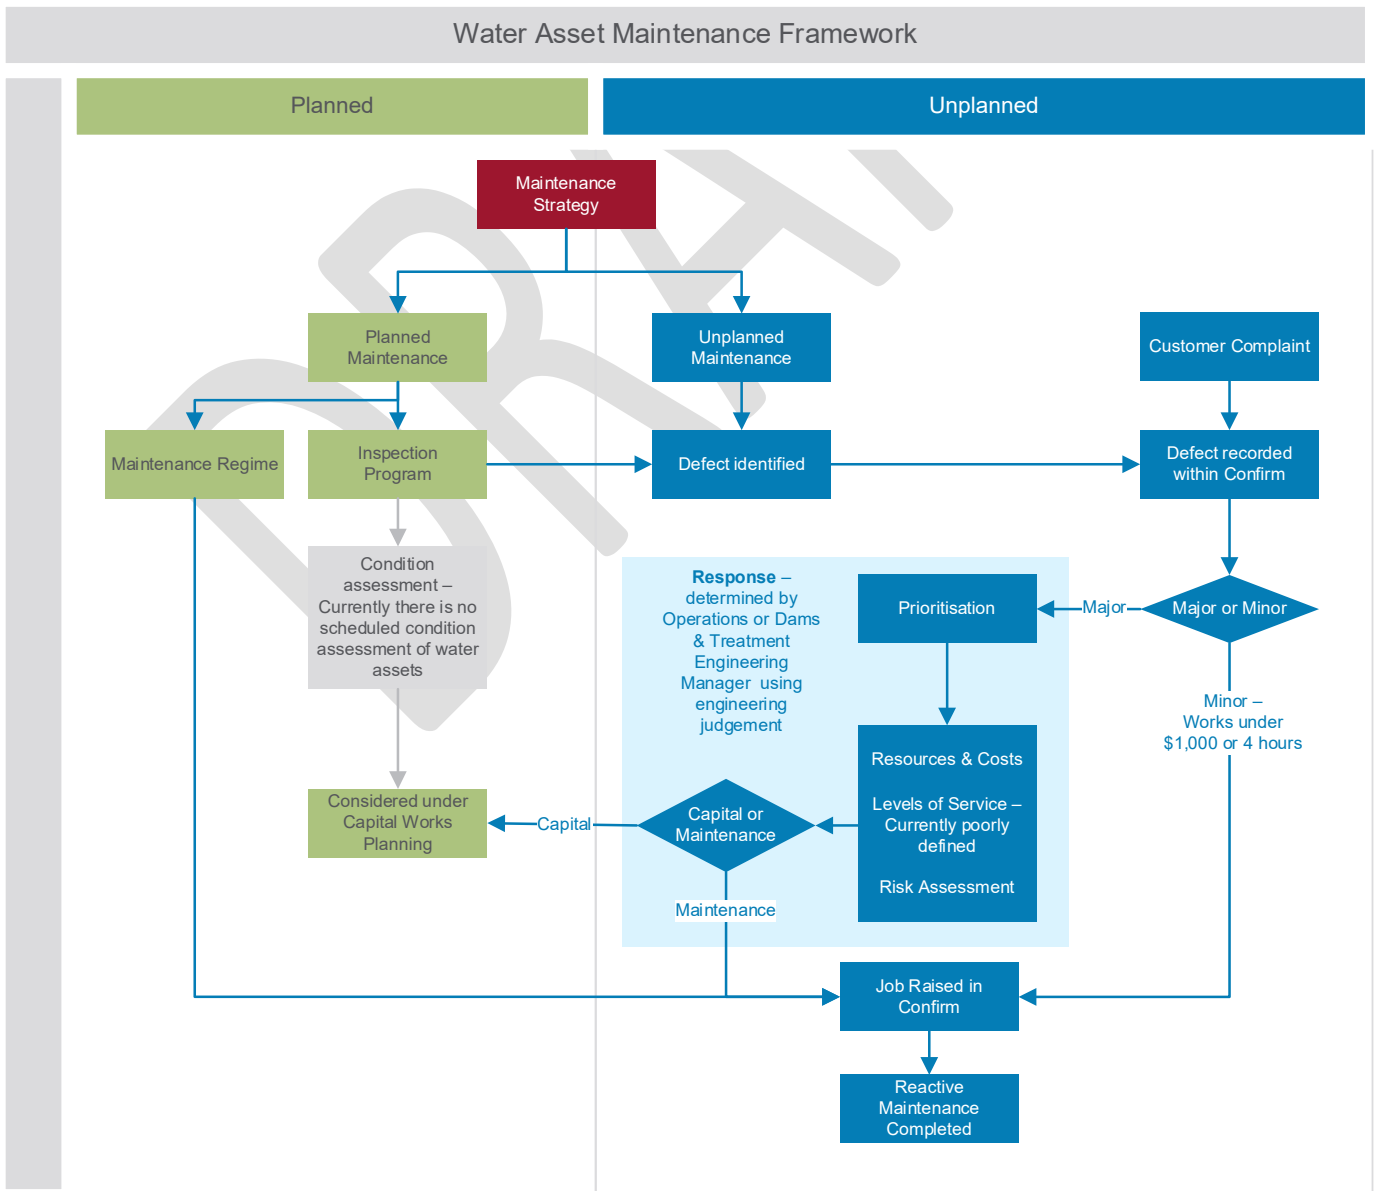 Water Asset Maintenance Framework
Planned
Unplanned
DRAF
Maintenance
Strategy
Planned
Maintenance
Unplanned
Maintenance
Customer Complaint
Maintenance Regime
Inspection
Program
Defect identified
Defect recorded
within Confirm
Condition
assessment –
Currently there is no
scheduled condition
assessment of water
assets
Response –
determined by
Operations or Dams
& Treatment
Engineering
Manager using
engineering
judgement
Prioritisation
Major
Major or Minor
Minor –
Works under
$1,000 or 4 hours
Resources & Costs
Levels of Service –
Currently poorly
defined
Risk Assessment
Considered under
Capital Works
Planning
Capital
Capital or
Maintenance
Maintenance
Job Raised in
Confirm
Reactive
Maintenance
Completed